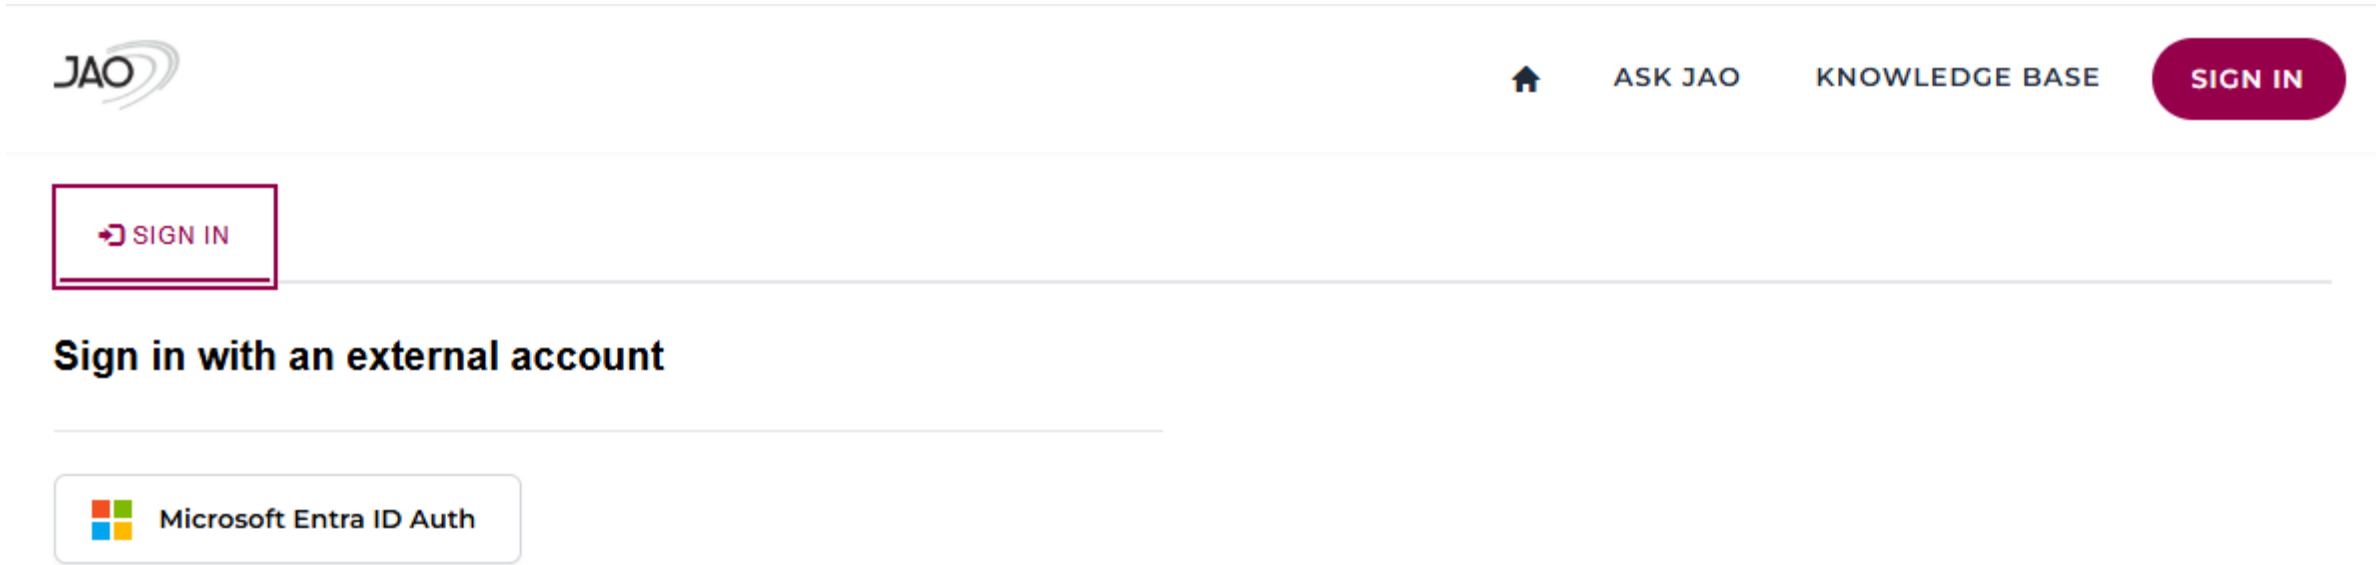 JAO
ASK JAO KNOWLEDGE BASE SIGN IN
SIGN IN
Sign in with an external account
Microsoft Entra ID Auth